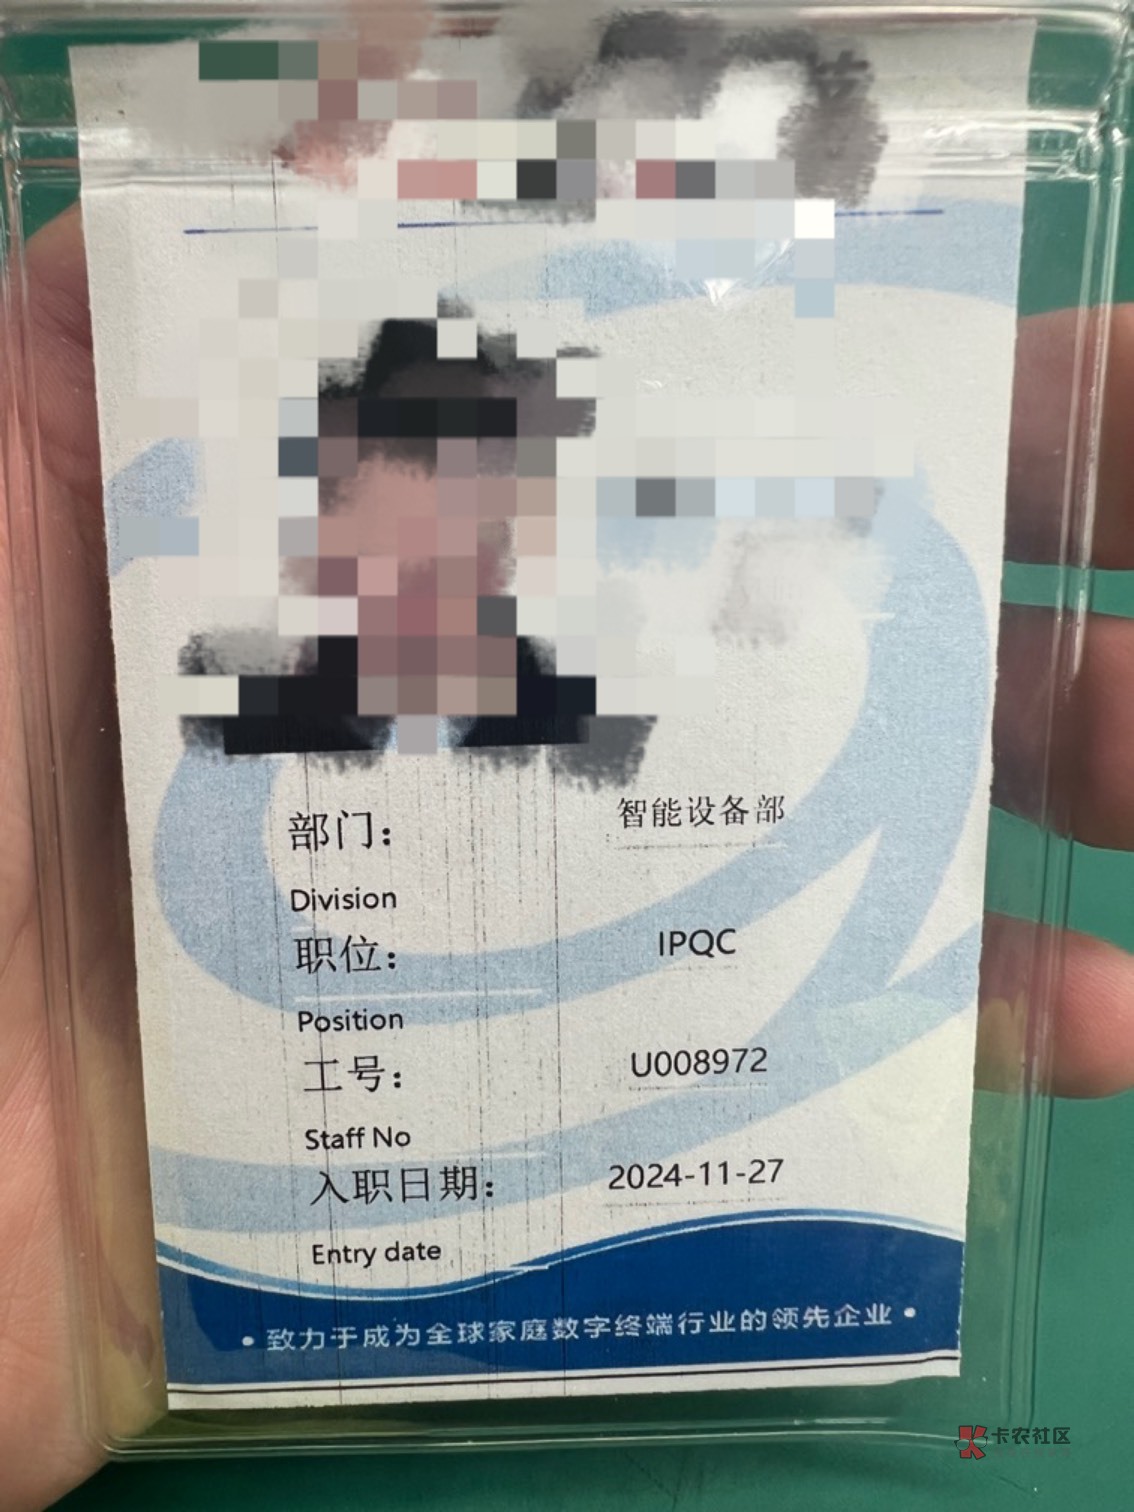 部门： 智能设备部
Division
职位： IPQC
Position
工号： U008972
Staff No
入职日期： 2024-11-27
Entry date
• 致力于成为全球家庭数字终端行业的领先企业 •
卡农社区